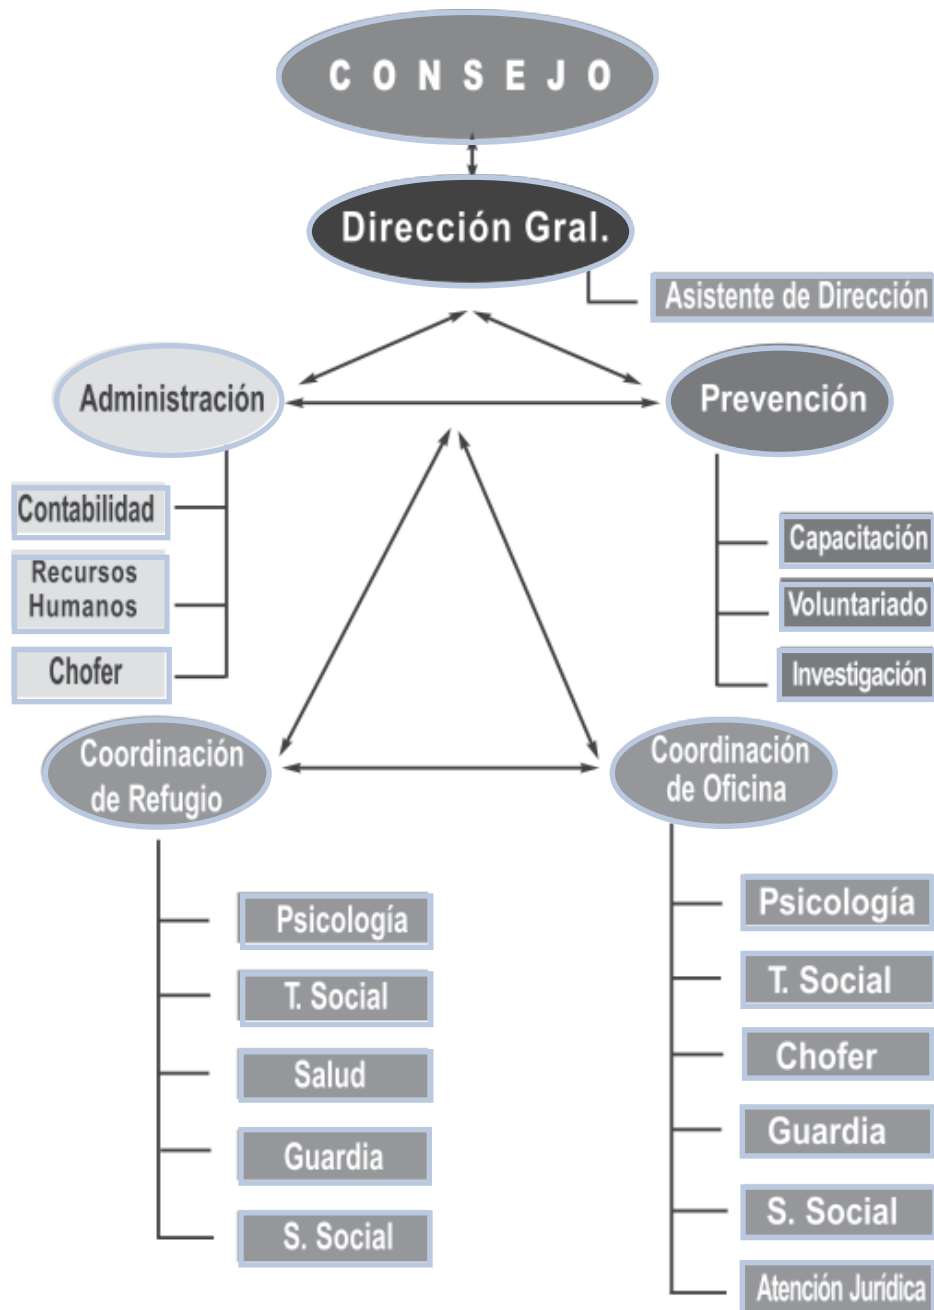 CONSEJO
Dirección Gral.
Asistente de Dirección
Administración
Prevención
Contabilidad
Recursos
Humanos
Chofer
Capacitación
Voluntariado
Investigación
Coordinación
de Refugio
Coordinación
de Oficina
Psicología
T. Social
Salud
Guardia
S. Social
Psicología
T. Social
Chofer
Guardia
S. Social
Atención Jurídica